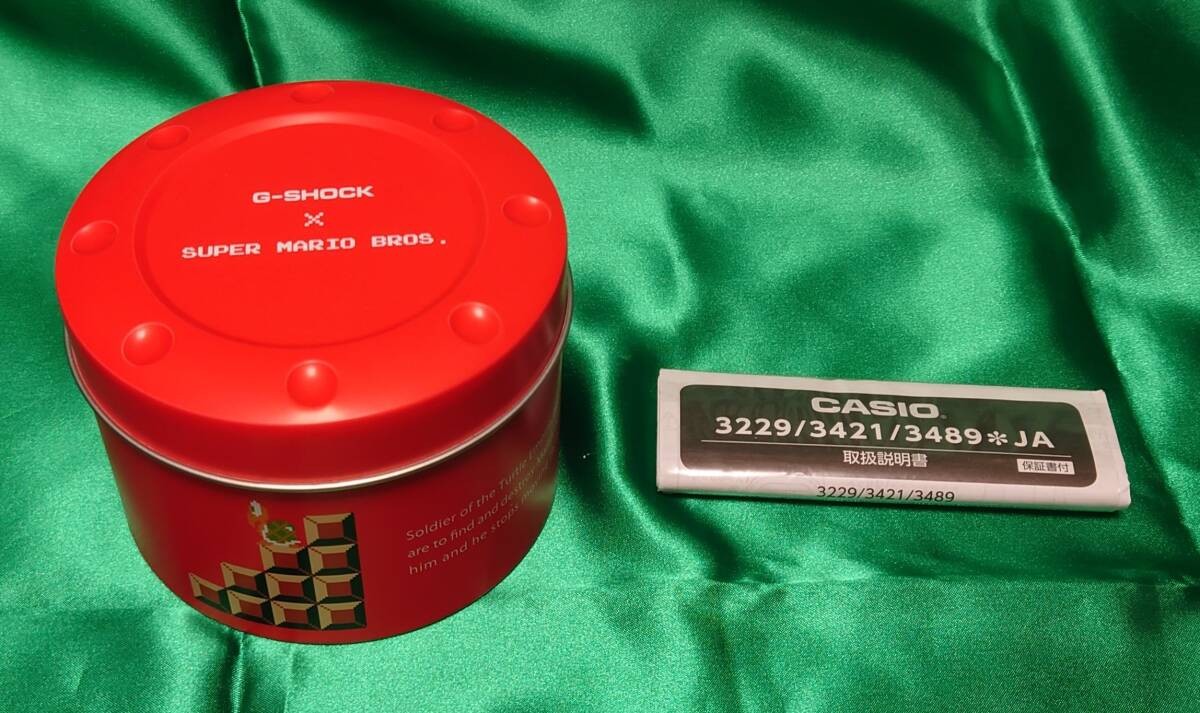 G-SHOCK
×
SUPER MARIO BROS.
Soldier of the Turtle
are to find and destroy
him and he stops
CASIO®
3229/3421/3489＊JA
取扱説明書
保証書付
3229/3421/3489